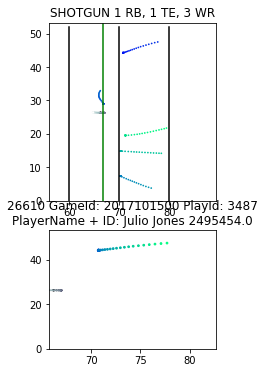 SHOTGUN 1 RB, 1 TE, 3 WR
50
40
30
20
10
0
60 70 80
26610 GameId: 2017101500 PlayId: 3487
PlayerName + ID: Julio Jones 2495454.0
40
20
0
70 75 80